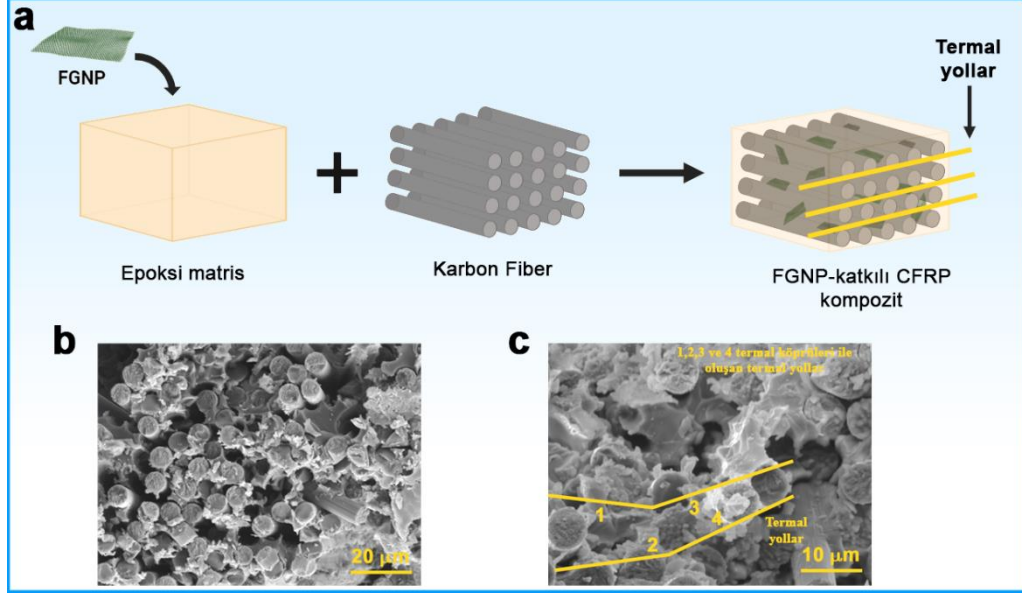 a
FGNP
Termal
yollar
Epoksi matris
+
Karbon Fiber
FGNP-katkılı CFRP
kompozit
b
20 µm
c
1,2,3 ve 4 termal köprüleri ile
oluşan termal yollar
1
3
4
2
Termal
yollar
10 µm